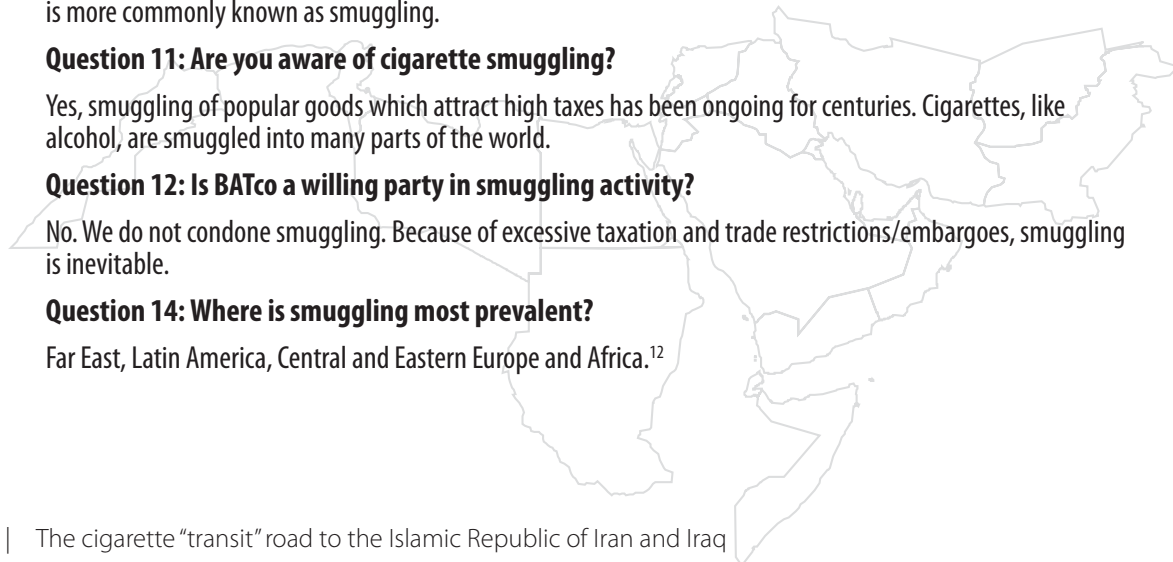 is more commonly known as smuggling.
Question 11: Are you aware of cigarette smuggling?
Yes, smuggling of popular goods which attract high taxes has been ongoing for centuries. Cigarettes, like
alcohol, are smuggled into many parts of the world.
Question 12: Is BATco a willing party in smuggling activity?
No. We do not condone smuggling. Because of excessive taxation and trade restrictions/embargoes, smuggling
is inevitable.
Question 14: Where is smuggling most prevalent?
Far East, Latin America, Central and Eastern Europe and Africa.12
| The cigarette “transit” road to the Islamic Republic of Iran and Iraq